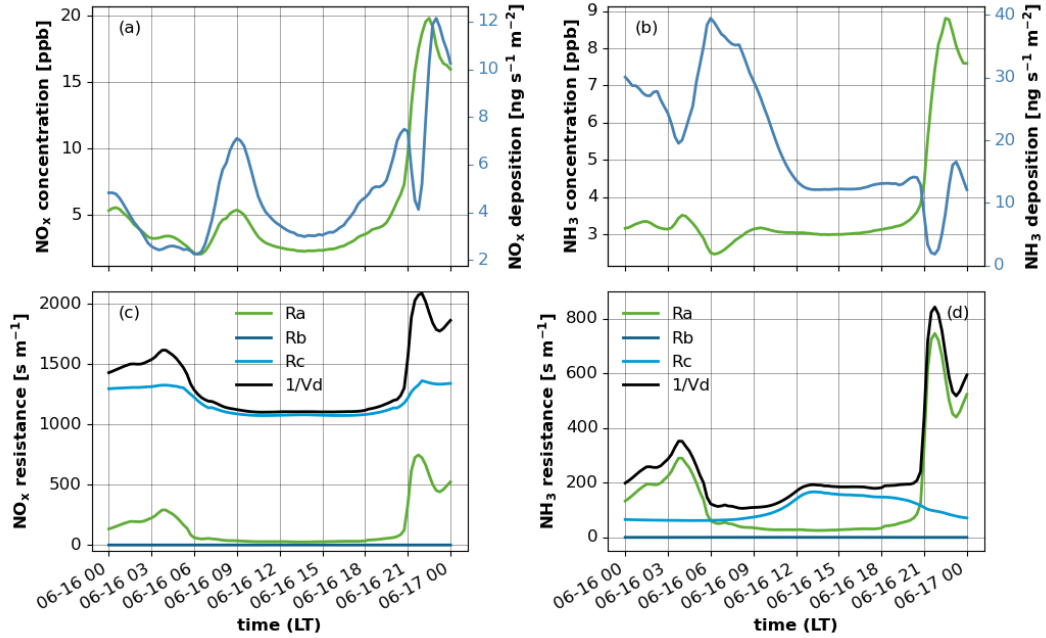 (a)
NOₓ concentration [ppb]
20
15
10
5
NOₓ deposition [ng s⁻¹ m⁻²]
12
10
8
6
4
2
(b)
NH₃ concentration [ppb]
9
8
7
6
5
4
3
NH₃ deposition [ng s⁻¹ m⁻²]
40
30
20
10
0
(c)
NOₓ resistance [s m⁻¹]
2000
1500
1000
500
0
Ra
Rb
Rc
1/Vd
06-16 00
06-16 03
06-16 06
06-16 09
06-16 12
06-16 15
06-16 18
06-16 21
06-17 00
time (LT)
(d)
NH₃ resistance [s m⁻¹]
800
600
400
200
0
Ra
Rb
Rc
1/Vd
06-16 00
06-16 03
06-16 06
06-16 09
06-16 12
06-16 15
06-16 18
06-16 21
06-17 00
time (LT)